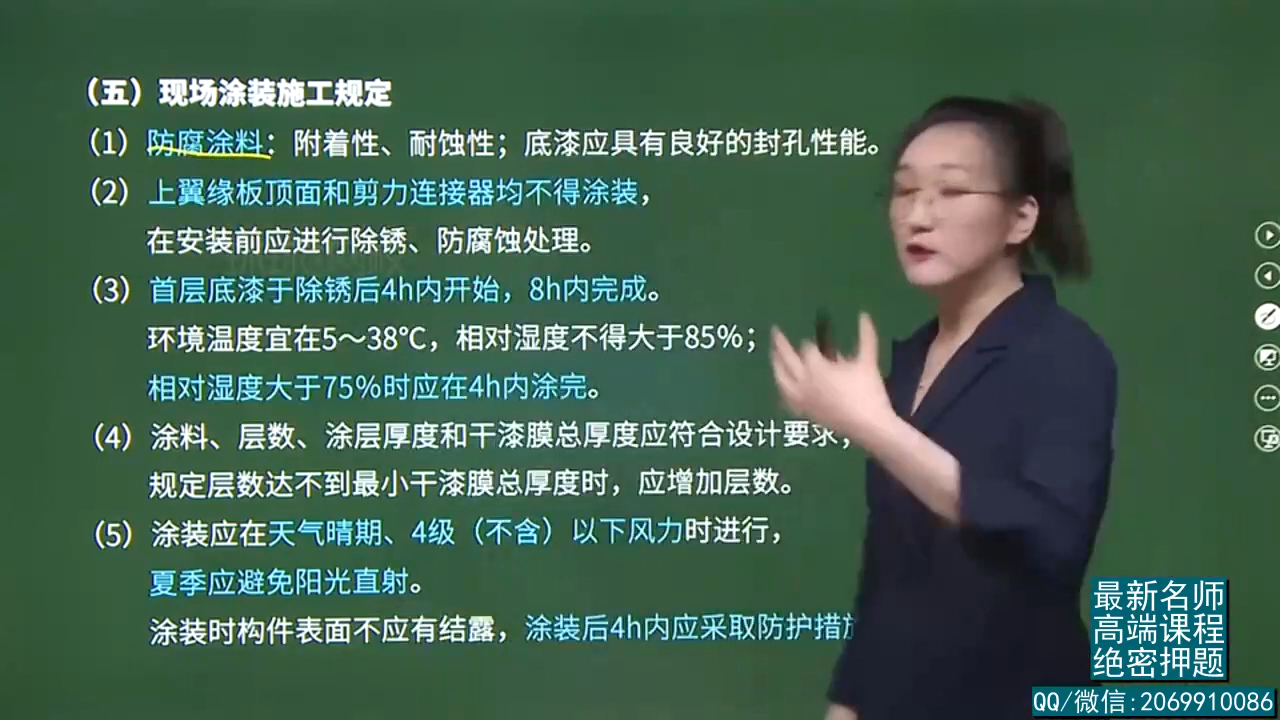 （五）现场涂装施工规定
（1）防腐涂料：附着性、耐蚀性；底漆应具有良好的封孔性能。
（2）上翼缘板顶面和剪力连接器均不得涂装，
在安装前应进行除锈、防腐蚀处理。
（3）首层底漆于除锈后4h内开始，8h内完成。
环境温度宜在5～38℃，相对湿度不得大于85%；
相对湿度大于75%时应在4h内涂完。
（4）涂料、层数、涂层厚度和干漆膜总厚度应符合设计要求，
规定层数达不到最小干漆膜总厚度时，应增加层数。
（5）涂装应在天气晴期、4级（不含）以下风力时进行，
夏季应避免阳光直射。
涂装时构件表面不应有结露，涂装后4h内应采取防护措施
最新名师
高端课程
绝密押题
QQ/微信:2069910086